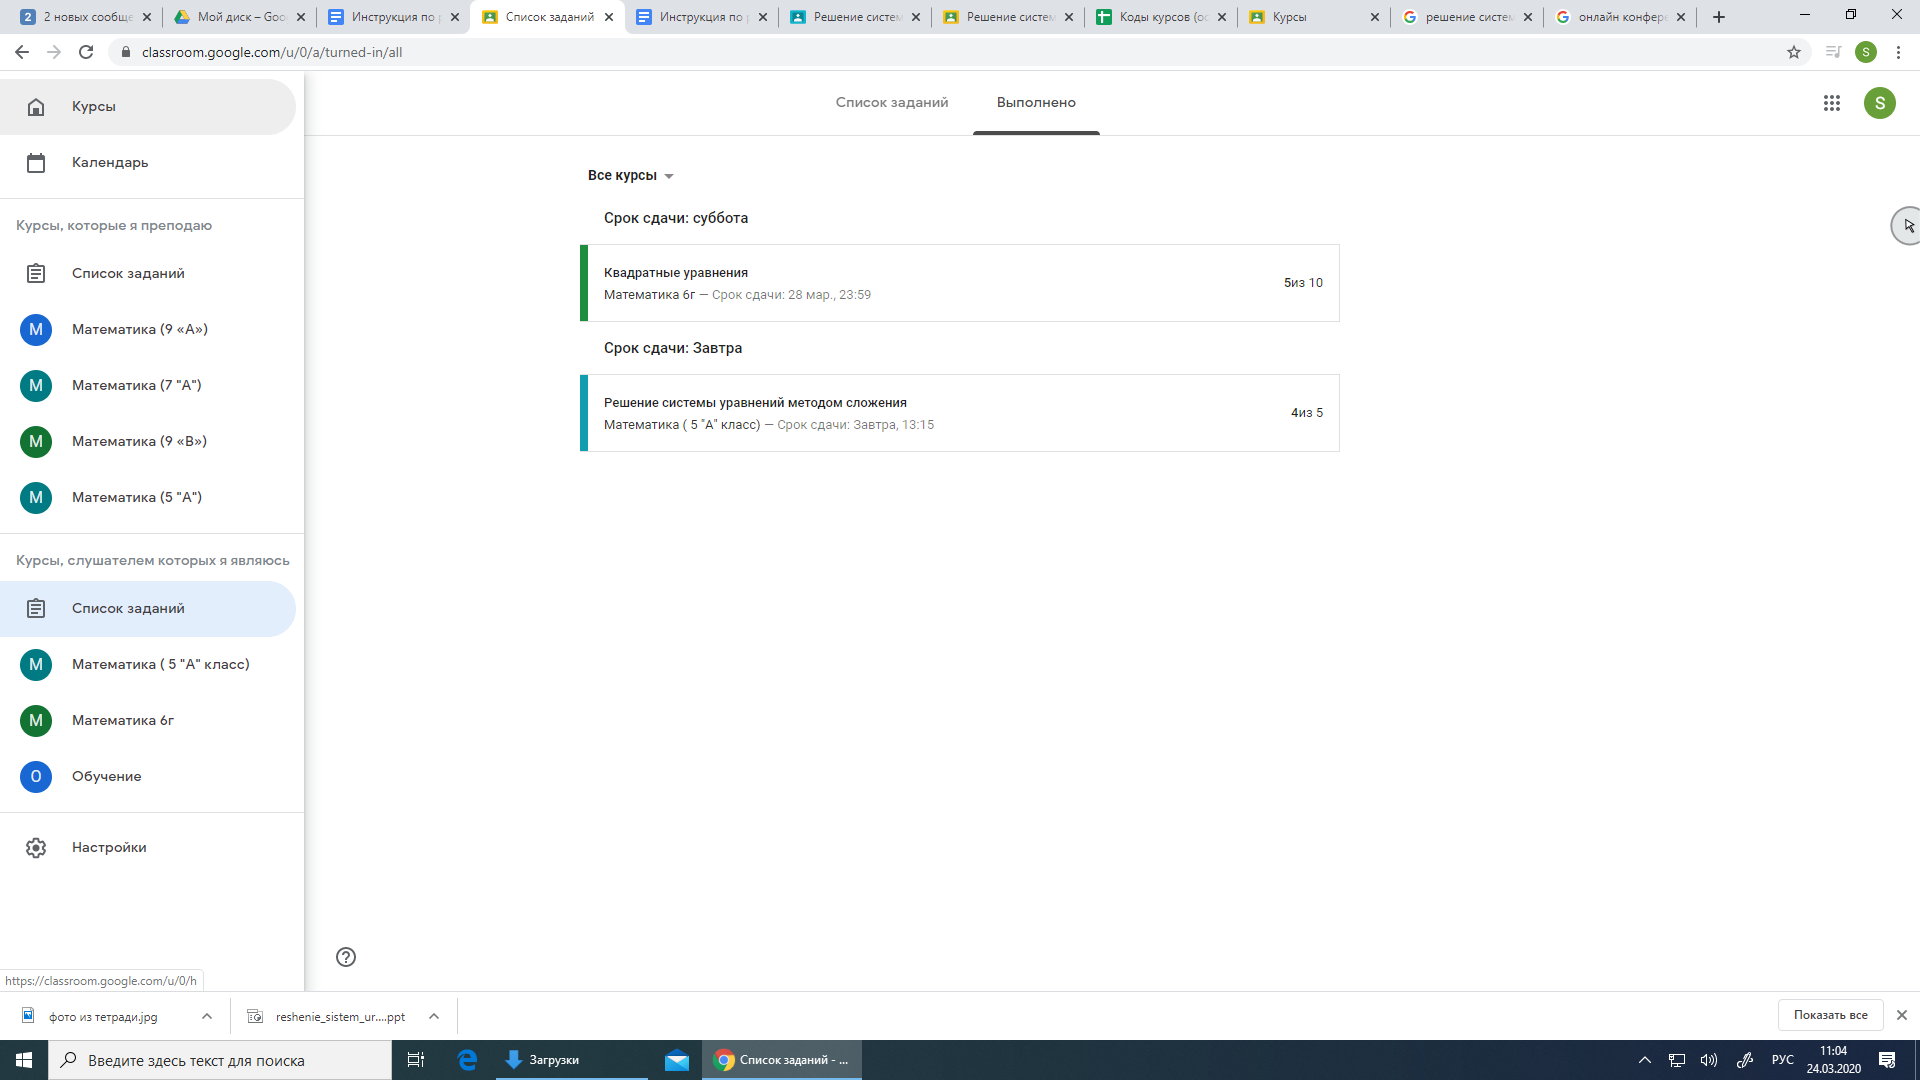 2 новых сообще
Мой диск – Goo
Инструкция по р
Список заданий
Инструкция по р
Решение систем
Решение систем
Коды курсов (ос
Курсы
решение систем
онлайн конфере
classroom.google.com/u/0/a/turned-in/all
S
Курсы
Календарь
Курсы, которые я преподаю
Список заданий
M Математика (9 «А»)
M Математика (7 "А")
M Математика (9 «В»)
M Математика (5 "А")
Курсы, слушателем которых я являюсь
Список заданий
M Математика ( 5 "А" класс)
M Математика 6г
О Обучение
Настройки
https://classroom.google.com/u/0/h
Список заданий
Выполнено
S
Все курсы
Срок сдачи: суббота
Квадратные уравнения
Математика 6г — Срок сдачи: 28 мар., 23:59
5из 10
Срок сдачи: Завтра
Решение системы уравнений методом сложения
Математика ( 5 "А" класс) — Срок сдачи: Завтра, 13:15
4из 5
фото из тетради.jpg
reshenie_sistem_ur....ppt
Показать все
Введите здесь текст для поиска
Загрузки
Список заданий - ...
РУС
11:04
24.03.2020